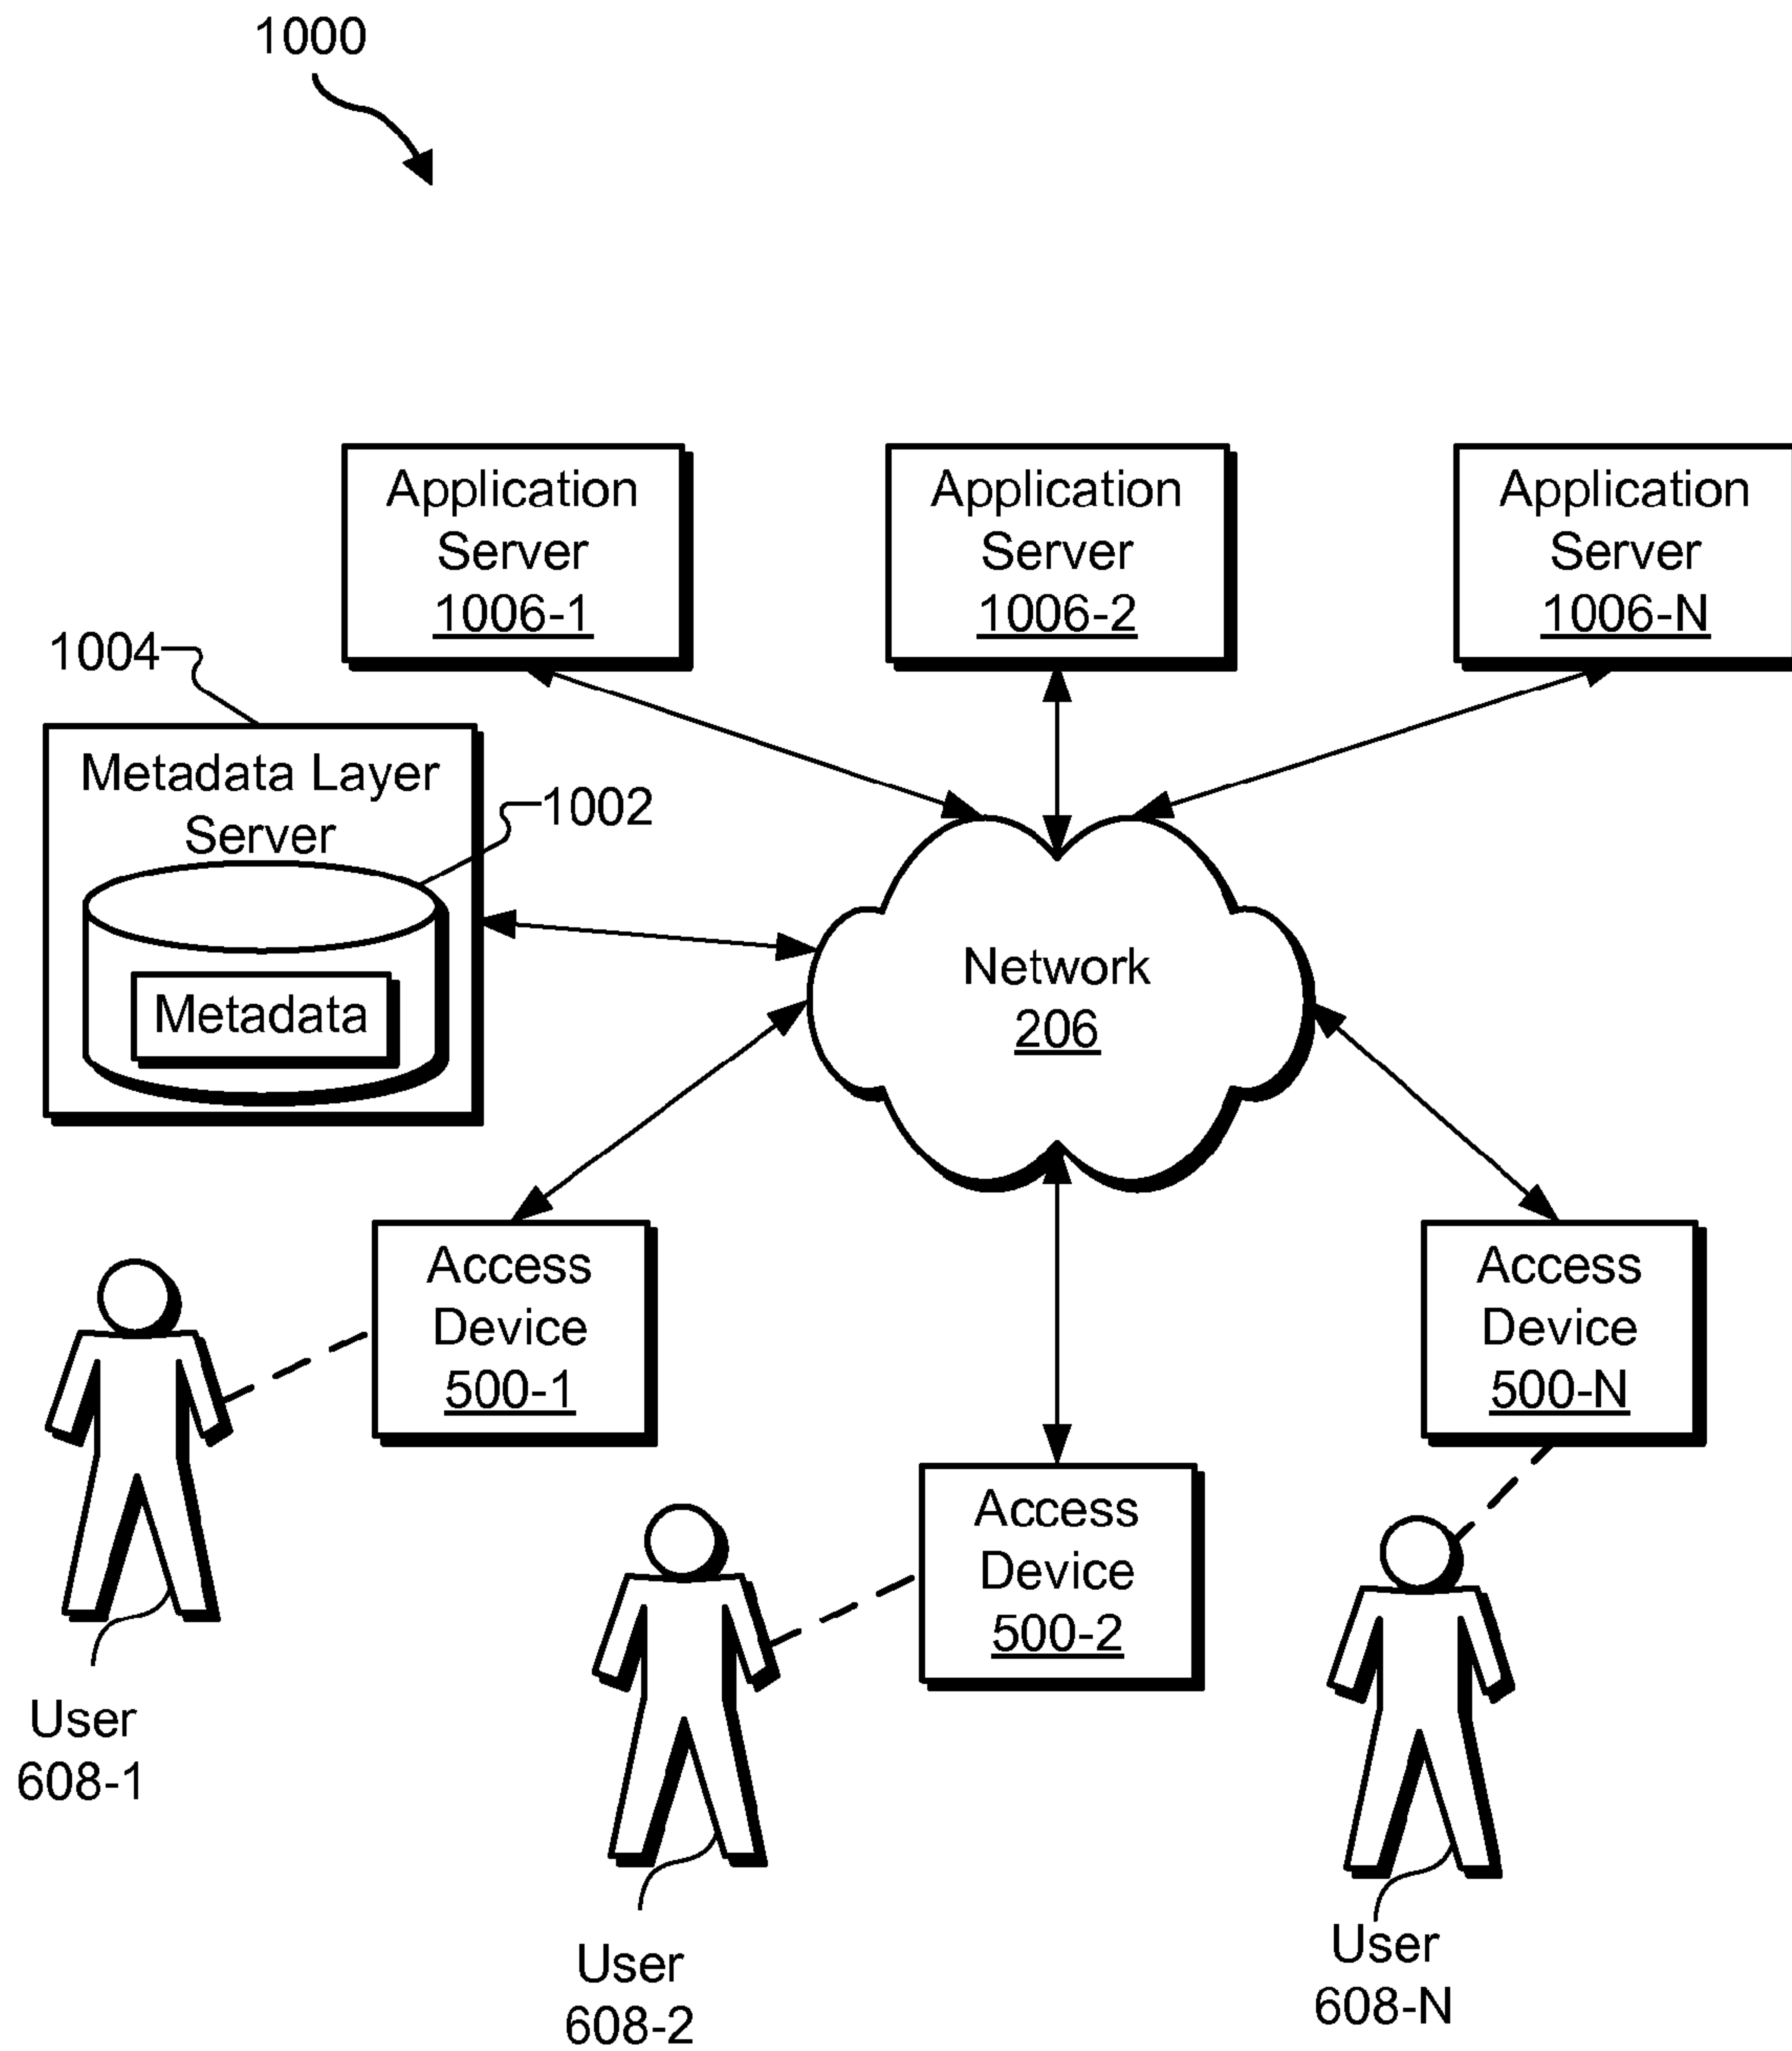 1000
Application
Server
1006-1
Application
Server
1006-2
Application
Server
1006-N
1004
Metadata Layer
Server
1002
Metadata
Network
206
Access
Device
500-1
Access
Device
500-2
Access
Device
500-N
User
608-1
User
608-2
User
608-N